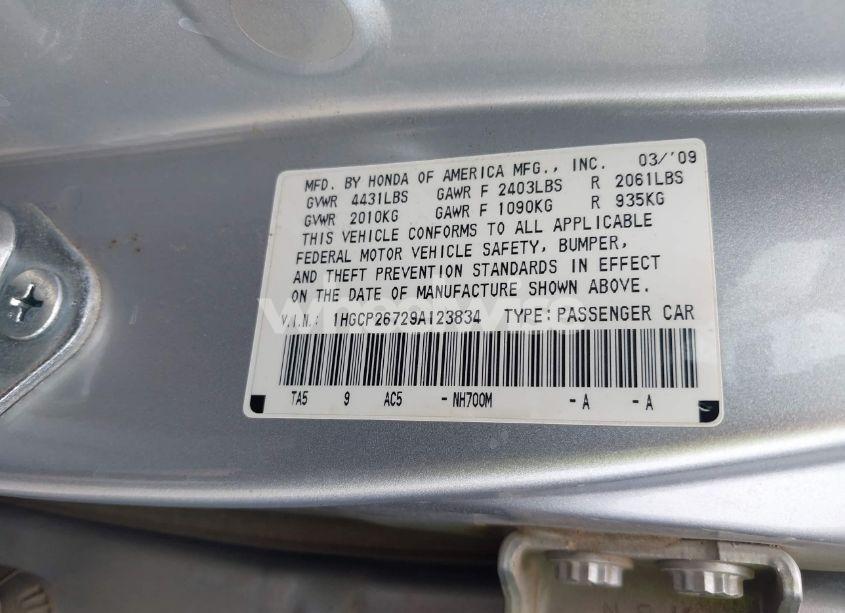 MFD. BY HONDA OF AMERICA MFG., INC. 03/'09
GVWR 4431LBS GAWR F 2403LBS R 2061LBS
GVWR 2010KG GAWR F 1090KG R 935KG
THIS VEHICLE CONFORMS TO ALL APPLICABLE
FEDERAL MOTOR VEHICLE SAFETY, BUMPER,
AND THEFT PREVENTION STANDARDS IN EFFECT
ON THE DATE OF MANUFACTURE SHOWN ABOVE.
V.I.N.: 1HGCP26729A123834 TYPE: PASSENGER CAR
TA5 9 AC5 - NH700M - A - A